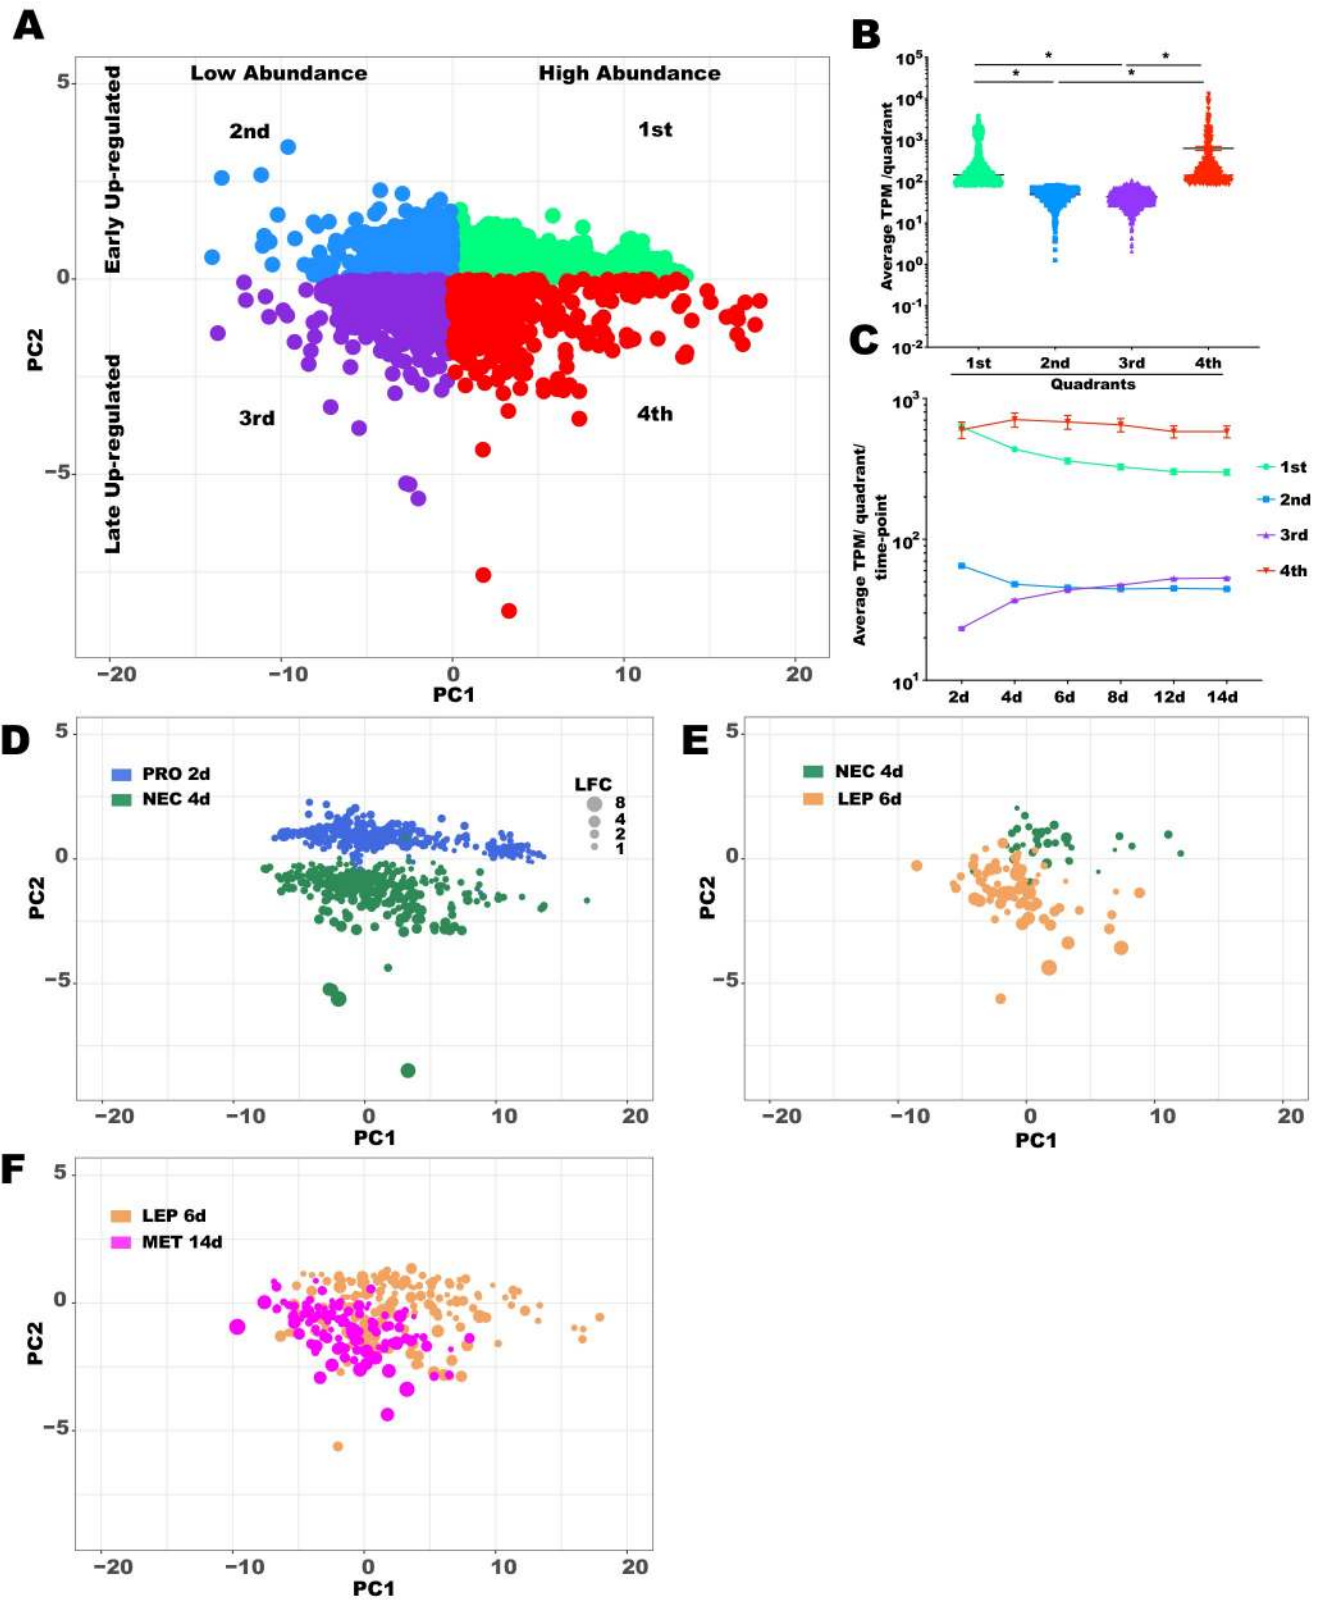 A
Low Abundance
High Abundance
2nd
1st
3rd
4th
Early Up-regulated
Late Up-regulated
PC2
5
0
−5
−20
−10
0
10
20
PC1
B
Average TPM /quadrant
10^5
10^4
10^3
10^2
10^1
10^0
10^-1
10^-2
*
*
*
*
1st
2nd
3rd
4th
Quadrants
C
Average TPM/ quadrant/
time-point
10^3
10^2
10^1
2d
4d
6d
8d
12d
14d
1st
2nd
3rd
4th
D
PRO 2d
NEC 4d
LFC
8
4
2
1
PC2
5
0
−5
−20
−10
0
10
20
PC1
E
NEC 4d
LEP 6d
PC2
5
0
−5
−20
−10
0
10
20
PC1
F
LEP 6d
MET 14d
PC2
5
0
−5
−20
−10
0
10
20
PC1